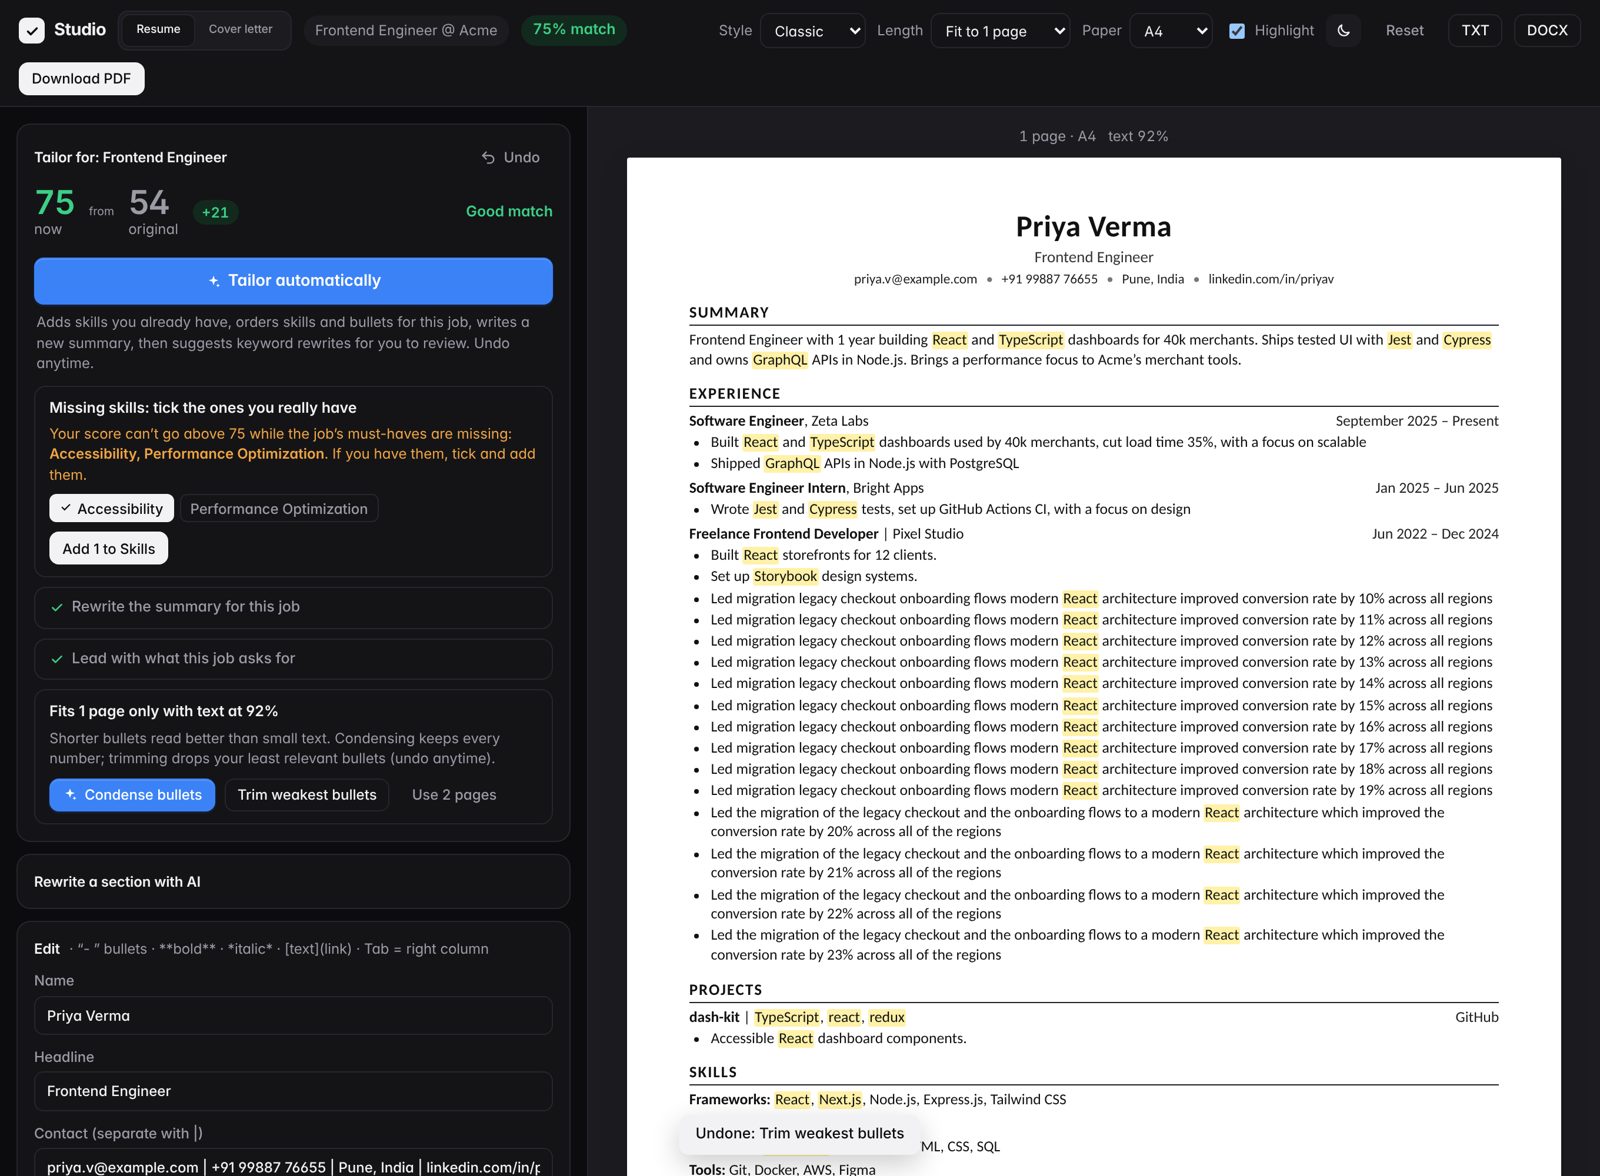 Studio
Resume
Cover letter
Frontend Engineer @ Acme
75% match
Style
Classic
Length
Fit to 1 page
Paper
A4
Highlight
Reset
TXT
DOCX
Download PDF
Tailor for: Frontend Engineer
Undo
75 from 54 +21
now
original
Good match
Tailor automatically
Adds skills you already have, orders skills and bullets for this job, writes a
new summary, then suggests keyword rewrites for you to review. Undo
anytime.
Missing skills: tick the ones you really have
Your score can’t go above 75 while the job’s must-haves are missing:
Accessibility, Performance Optimization. If you have them, tick and add
them.
Accessibility
Performance Optimization
Add 1 to Skills
Rewrite the summary for this job
Lead with what this job asks for
Fits 1 page only with text at 92%
Shorter bullets read better than small text. Condensing keeps every
number; trimming drops your least relevant bullets (undo anytime).
Condense bullets
Trim weakest bullets
Use 2 pages
Rewrite a section with AI
Edit · “- ” bullets · **bold** · *italic* · [text](link) · Tab = right column
Name
Priya Verma
Headline
Frontend Engineer
Contact (separate with |)
priya.v@example.com | +91 99887 76655 | Pune, India | linkedin.com/in/p
1 page · A4 text 92%
Priya Verma
Frontend Engineer
priya.v@example.com • +91 99887 76655 • Pune, India • linkedin.com/in/priyav
SUMMARY
Frontend Engineer with 1 year building React and TypeScript dashboards for 40k merchants. Ships tested UI with Jest and Cypress
and owns GraphQL APIs in Node.js. Brings a performance focus to Acme’s merchant tools.
EXPERIENCE
Software Engineer, Zeta Labs September 2025 – Present
• Built React and TypeScript dashboards used by 40k merchants, cut load time 35%, with a focus on scalable
• Shipped GraphQL APIs in Node.js with PostgreSQL
Software Engineer Intern, Bright Apps Jan 2025 – Jun 2025
• Wrote Jest and Cypress tests, set up GitHub Actions CI, with a focus on design
Freelance Frontend Developer | Pixel Studio Jun 2022 – Dec 2024
• Built React storefronts for 12 clients.
• Set up Storybook design systems.
• Led migration legacy checkout onboarding flows modern React architecture improved conversion rate by 10% across all regions
• Led migration legacy checkout onboarding flows modern React architecture improved conversion rate by 11% across all regions
• Led migration legacy checkout onboarding flows modern React architecture improved conversion rate by 12% across all regions
• Led migration legacy checkout onboarding flows modern React architecture improved conversion rate by 13% across all regions
• Led migration legacy checkout onboarding flows modern React architecture improved conversion rate by 14% across all regions
• Led migration legacy checkout onboarding flows modern React architecture improved conversion rate by 15% across all regions
• Led migration legacy checkout onboarding flows modern React architecture improved conversion rate by 16% across all regions
• Led migration legacy checkout onboarding flows modern React architecture improved conversion rate by 17% across all regions
• Led migration legacy checkout onboarding flows modern React architecture improved conversion rate by 18% across all regions
• Led migration legacy checkout onboarding flows modern React architecture improved conversion rate by 19% across all regions
• Led the migration of the legacy checkout and the onboarding flows to a modern React architecture which improved the
conversion rate by 20% across all of the regions
• Led the migration of the legacy checkout and the onboarding flows to a modern React architecture which improved the
conversion rate by 21% across all of the regions
• Led the migration of the legacy checkout and the onboarding flows to a modern React architecture which improved the
conversion rate by 22% across all of the regions
• Led the migration of the legacy checkout and the onboarding flows to a modern React architecture which improved the
conversion rate by 23% across all of the regions
PROJECTS
dash-kit | TypeScript, react, redux GitHub
• Accessible React dashboard components.
SKILLS
Frameworks: React, Next.js, Node.js, Express.js, Tailwind CSS
Undone: Trim weakest bullets
ML, CSS, SQL
Tools: Git, Docker, AWS, Figma